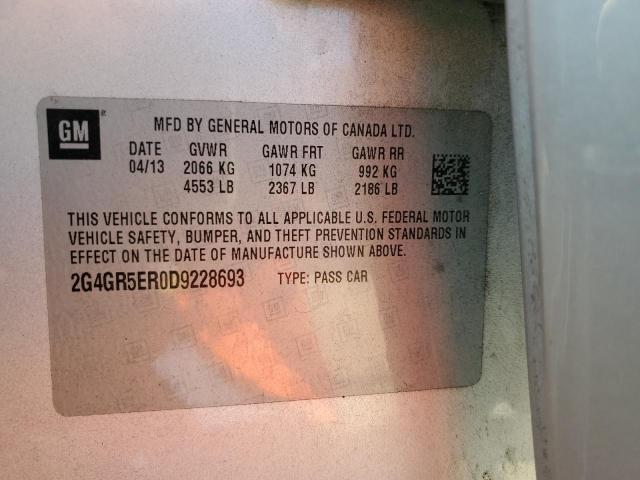 GM
MFD BY GENERAL MOTORS OF CANADA LTD.
DATE GVWR GAWR FRT GAWR RR
04/13 2066 KG 1074 KG 992 KG
4553 LB 2367 LB 2186 LB
THIS VEHICLE CONFORMS TO ALL APPLICABLE U.S. FEDERAL MOTOR
VEHICLE SAFETY, BUMPER, AND THEFT PREVENTION STANDARDS IN
EFFECT ON THE DATE OF MANUFACTURE SHOWN ABOVE.
2G4GR5ER0D9228693 TYPE: PASS CAR